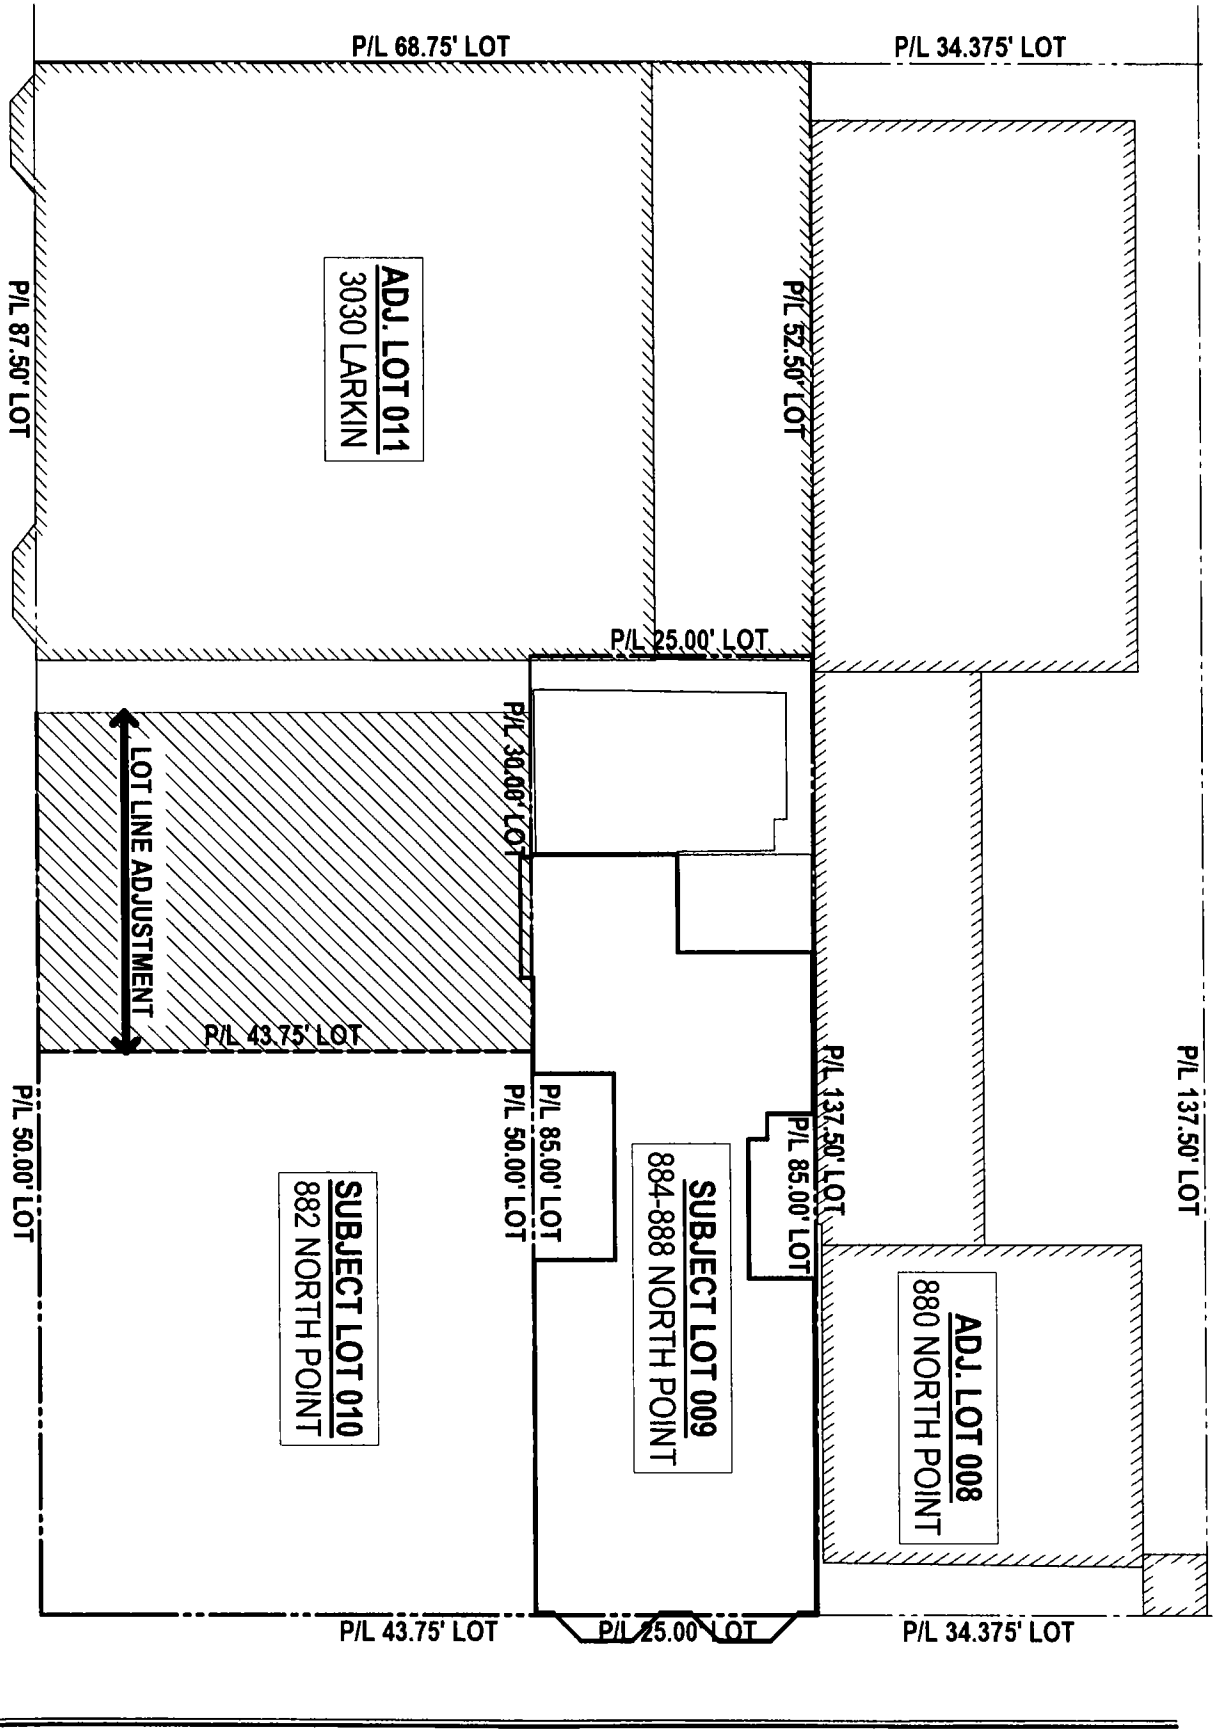 P/L 68.75' LOT
P/L 34.375' LOT
P/L 87.50' LOT
ADJ. LOT 011
3030 LARKIN
P/L 52.50' LOT
P/L 25.00' LOT
P/L 30.00' LOT
LOT LINE ADJUSTMENT
P/L 43.75' LOT
P/L 50.00' LOT
P/L 50.00' LOT
P/L 85.00' LOT
P/L 85.00' LOT
P/L 137.50' LOT
P/L 137.50' LOT
SUBJECT LOT 010
882 NORTH POINT
SUBJECT LOT 009
884-888 NORTH POINT
ADJ. LOT 008
880 NORTH POINT
P/L 43.75' LOT
P/L 25.00' LOT
P/L 34.375' LOT